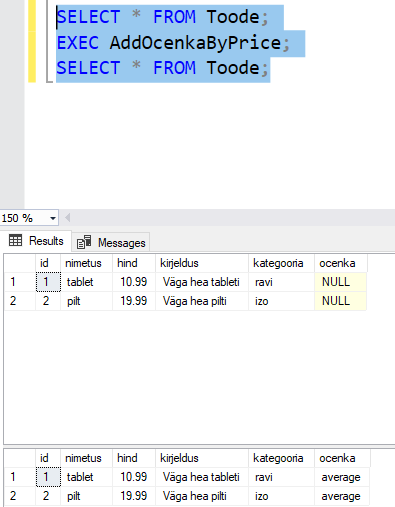 SELECT * FROM Toode;
EXEC AddOcenkaByPrice;
SELECT * FROM Toode;
150 %
Results Messages
id nimetus hind kirjeldus kategooria ocenka
1 1 tablet 10.99 Väga hea tableti ravi NULL
2 2 pilt 19.99 Väga hea pilti izo NULL
id nimetus hind kirjeldus kategooria ocenka
1 1 tablet 10.99 Väga hea tableti ravi average
2 2 pilt 19.99 Väga hea pilti izo average